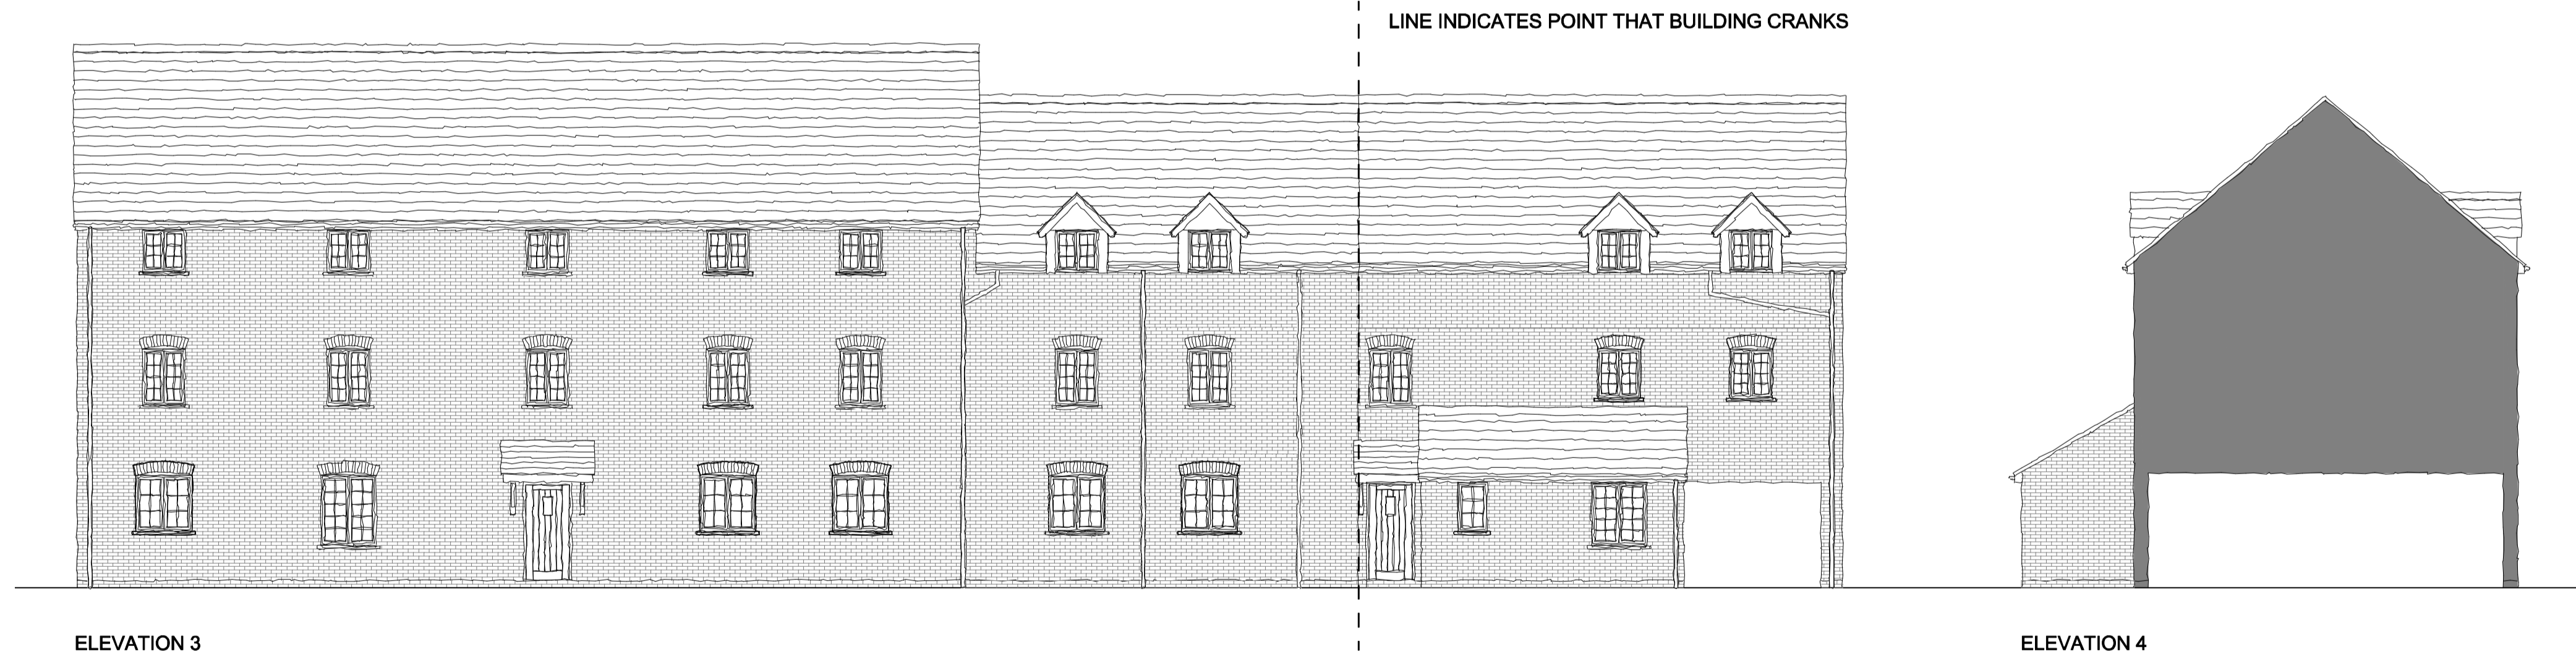 LINE INDICATES POINT THAT BUILDING CRANKS
ELEVATION 3
ELEVATION 4